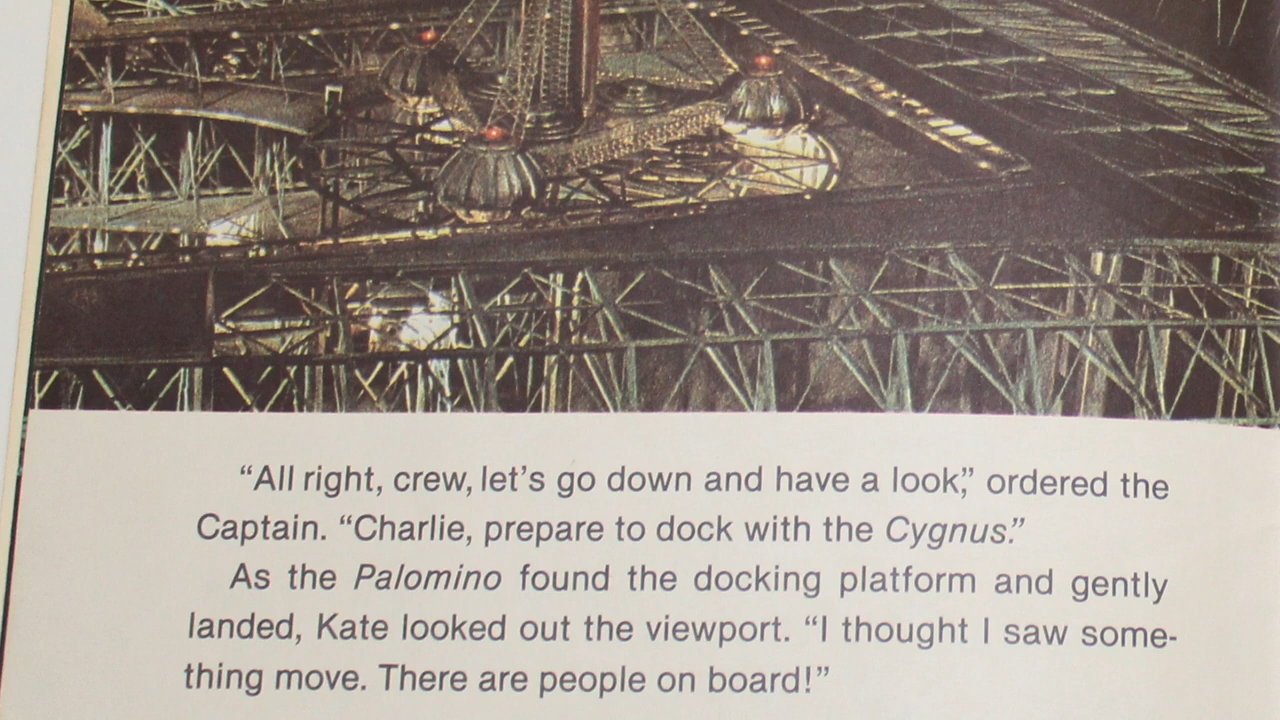 “All right, crew, let’s go down and have a look,” ordered the
Captain. “Charlie, prepare to dock with the Cygnus.”
As the Palomino found the docking platform and gently
landed, Kate looked out the viewport. “I thought I saw some-
thing move. There are people on board!”